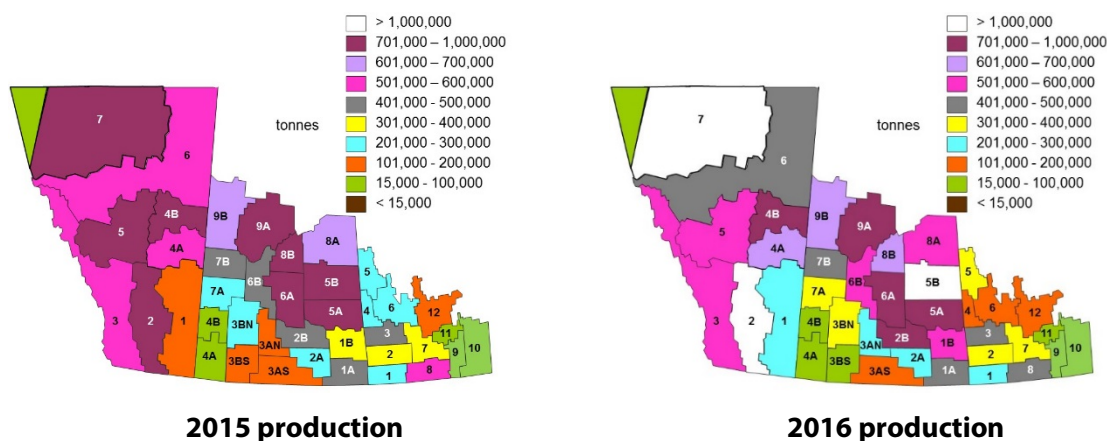 > 1,000,000
701,000 – 1,000,000
601,000 - 700,000
501,000 – 600,000
401,000 - 500,000
tonnes
301,000 - 400,000
201,000 - 300,000
101,000 - 200,000
15,000 - 100,000
< 15,000
7
6
4B
9B
9A
5
4A
8A
7B
8B
5
6B
5B
3
2
1
7A
6A
5A
4
6
12
4B
3BN
2B
3
11
3AN
1B
2
7
9
10
4A
3BS
2A
3AS
1A
1
8
2015 production
> 1,000,000
701,000 – 1,000,000
601,000 - 700,000
501,000 – 600,000
401,000 - 500,000
tonnes
301,000 - 400,000
201,000 - 300,000
101,000 - 200,000
15,000 - 100,000
< 15,000
7
6
4B
9B
9A
5
4A
8A
7B
8B
5
6B
5B
3
2
1
7A
6A
5A
4
6
12
4B
3BN
2B
3
11
3AN
1B
2
7
9
10
4A
3BS
2A
3AS
1A
1
8
2016 production